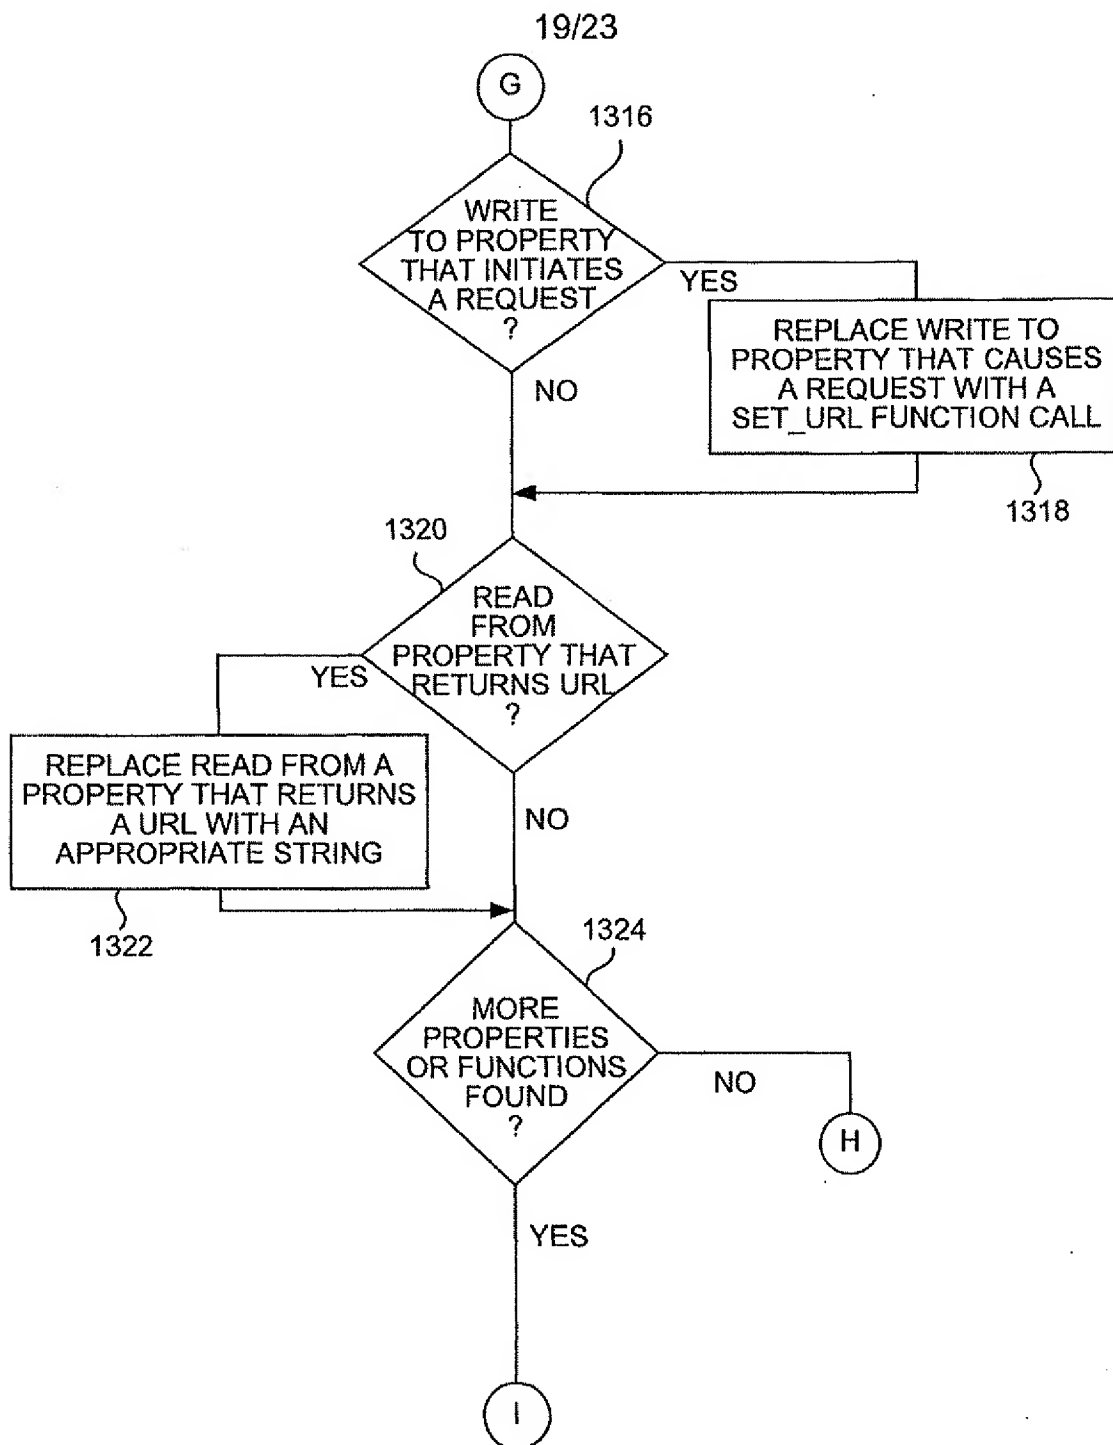 19/23
G
1316
WRITE
TO PROPERTY
THAT INITIATES
A REQUEST
?
YES
REPLACE WRITE TO
PROPERTY THAT CAUSES
A REQUEST WITH A
SET_URL FUNCTION CALL
NO
1318
1320
READ
FROM
PROPERTY THAT
RETURNS URL
?
YES
REPLACE READ FROM A
PROPERTY THAT RETURNS
A URL WITH AN
APPROPRIATE STRING
NO
1322
1324
MORE
PROPERTIES
OR FUNCTIONS
FOUND
?
NO
H
YES
I